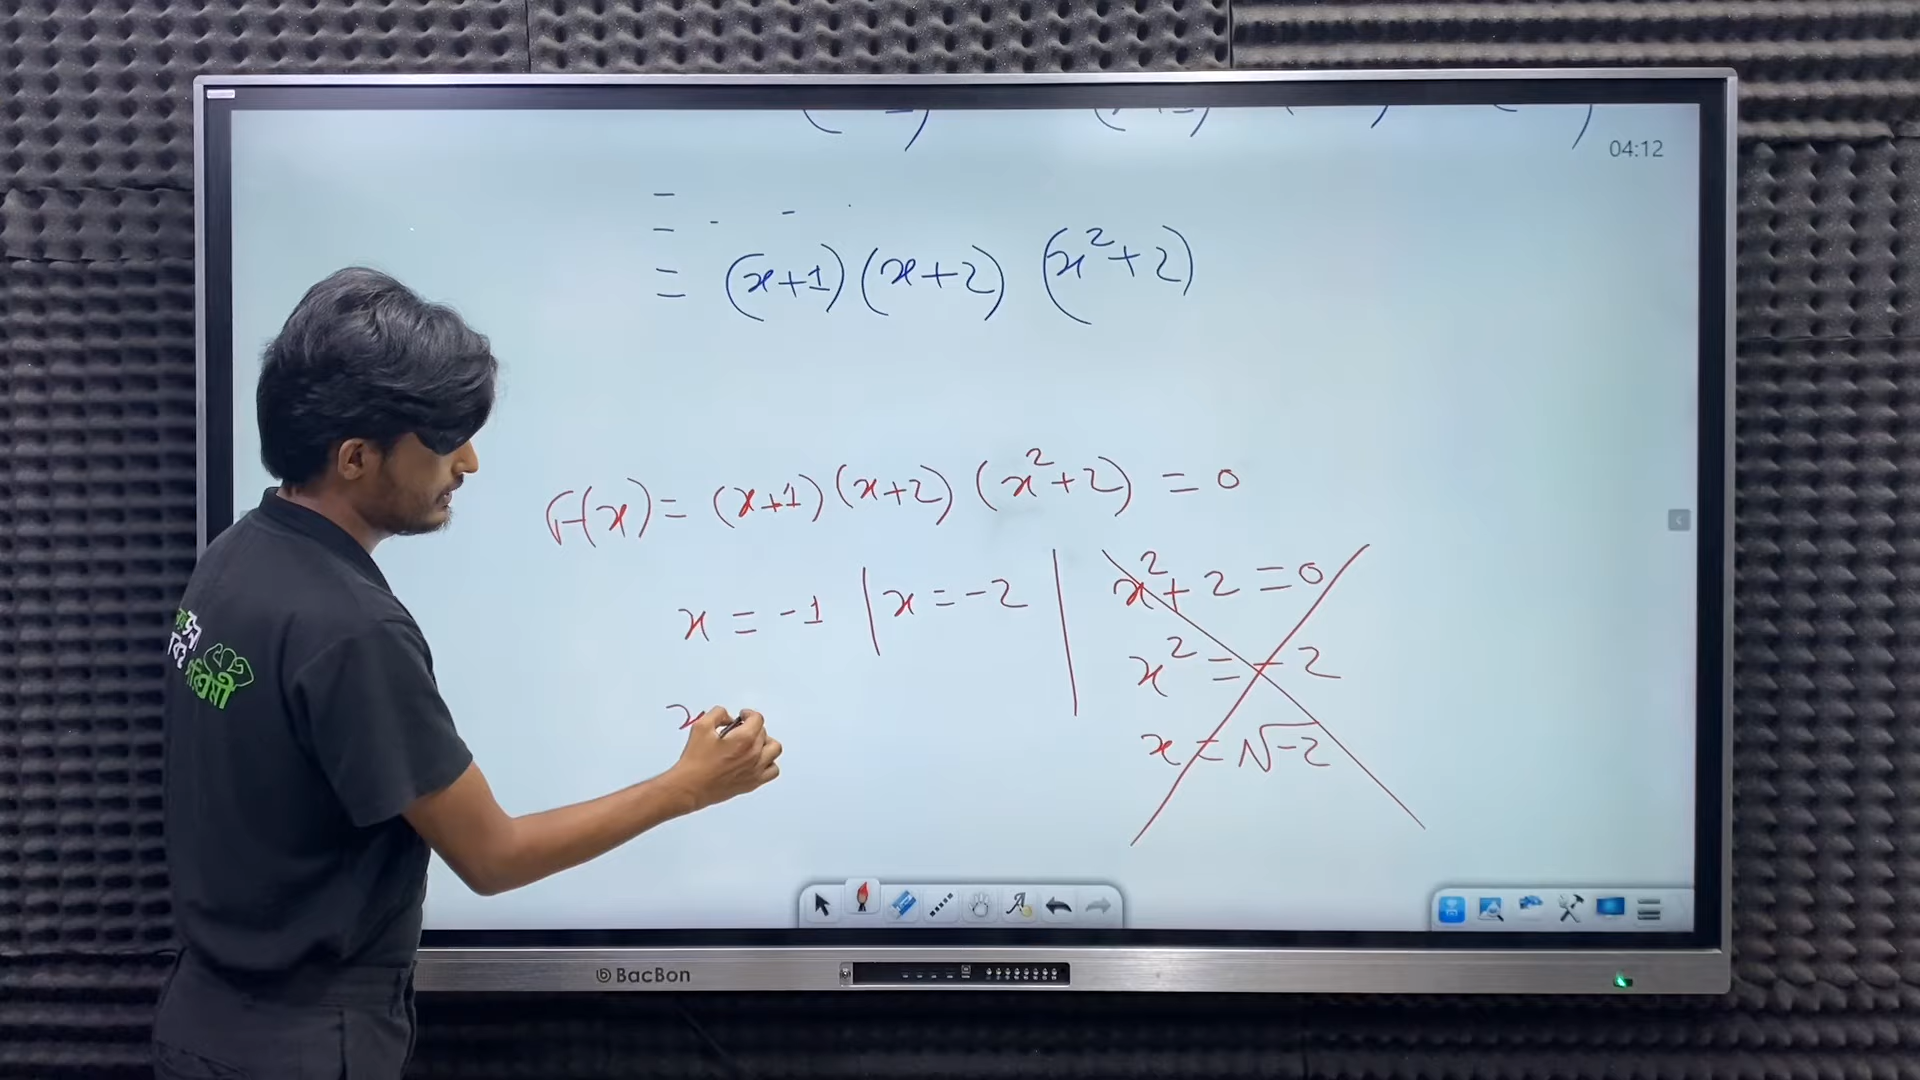 04:12
= (x+1) (x+2) (x²+2)
F(x) = (x+1) (x+2) (x²+2) = 0
x = -1 | x = -2 | x²+2 = 0
x² = -2
x = √-2
x
BacBon